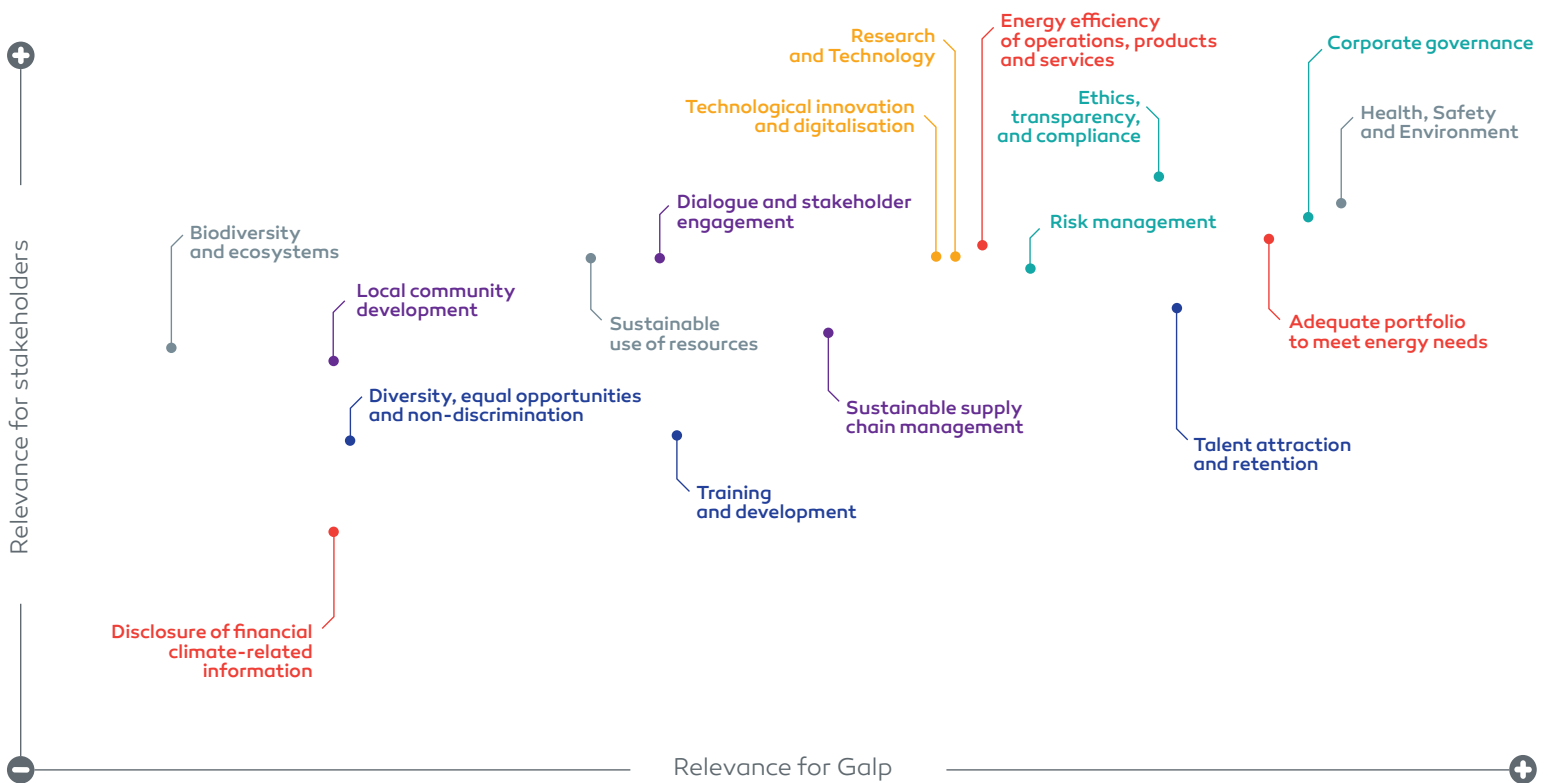 Research
and Technology
Energy efficiency
of operations, products
and services
Corporate governance
Technological innovation
and digitalisation
Ethics,
transparency,
and compliance
Health, Safety
and Environment
Dialogue and stakeholder
engagement
Risk management
Biodiversity
and ecosystems
Local community
development
Sustainable
use of resources
Adequate portfolio
to meet energy needs
Diversity, equal opportunities
and non-discrimination
Sustainable supply
chain management
Talent attraction
and retention
Training
and development
Disclosure of financial
climate-related
information
Relevance for stakeholders
Relevance for Galp